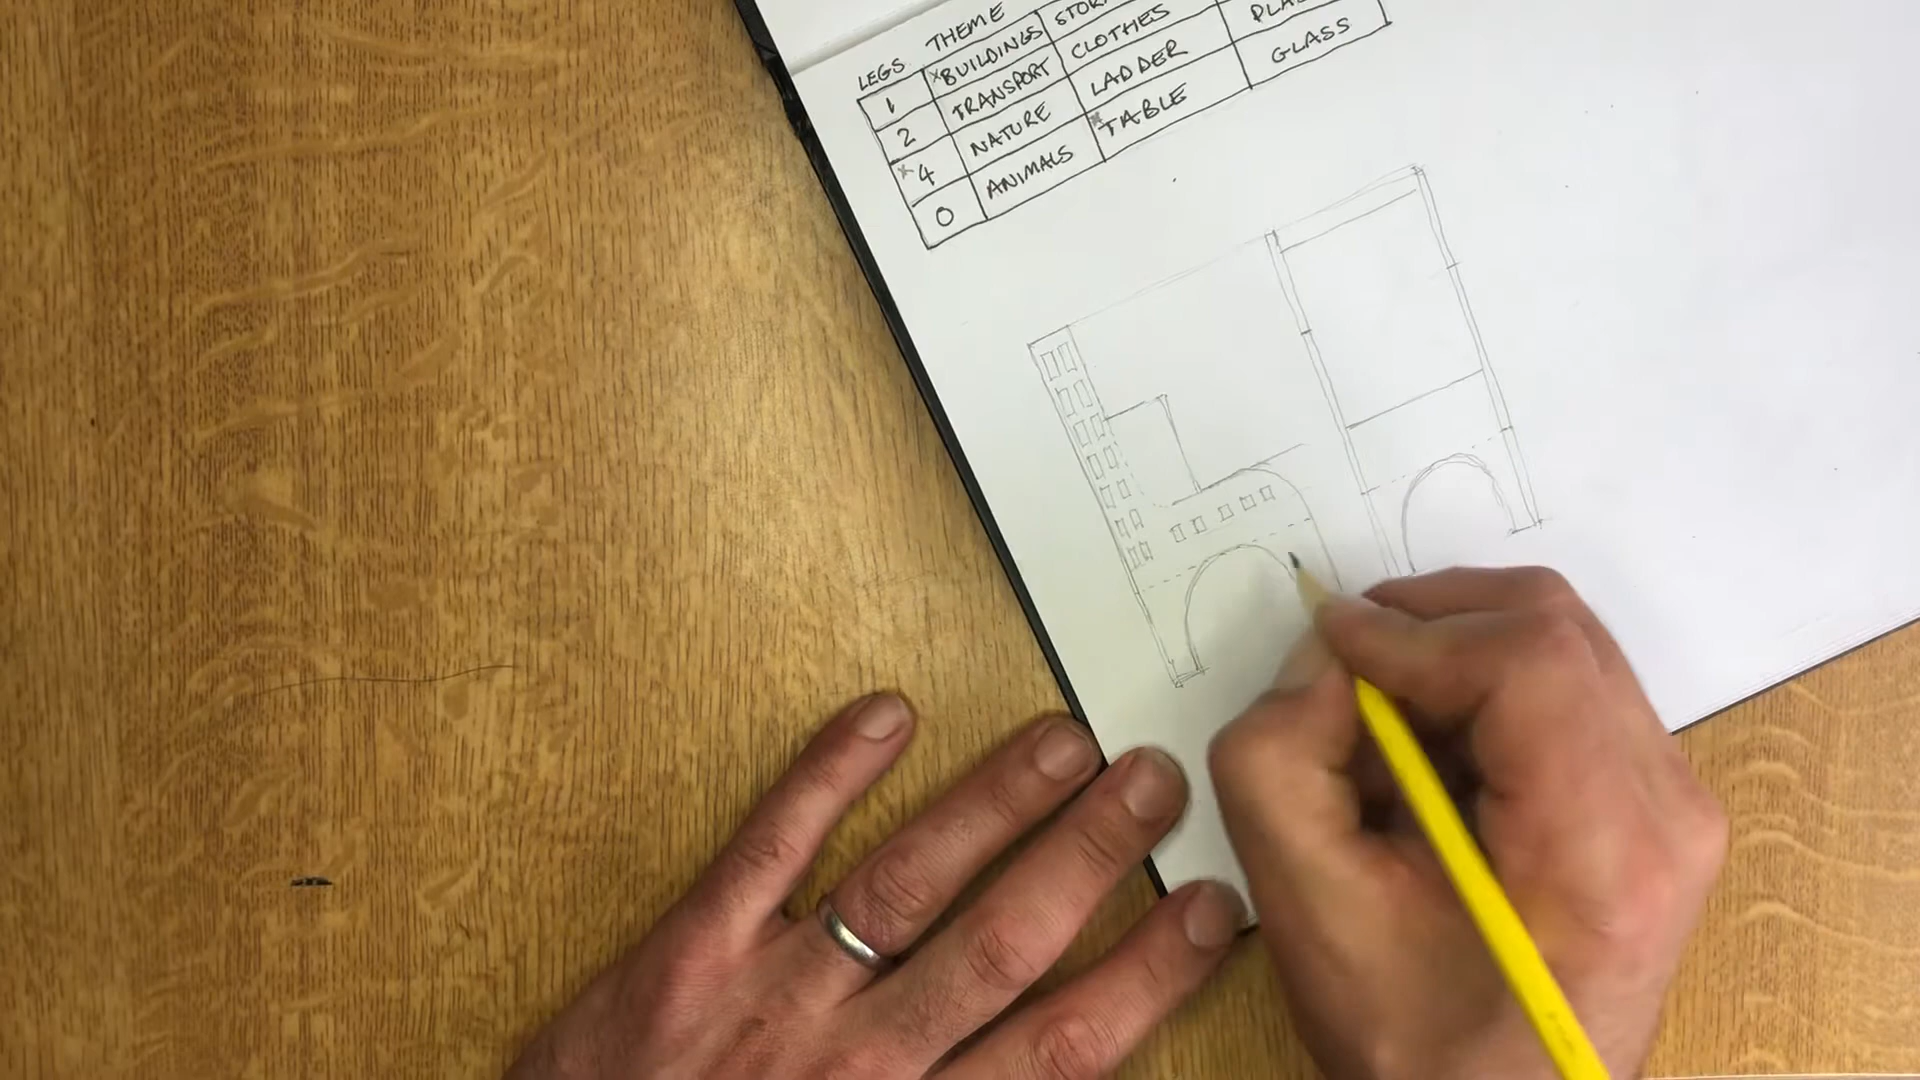 LEGS THEME
1 *BUILDINGS CLOTHES
2 TRANSPORT LADDER GLASS
*4 NATURE *TABLE
0 ANIMALS